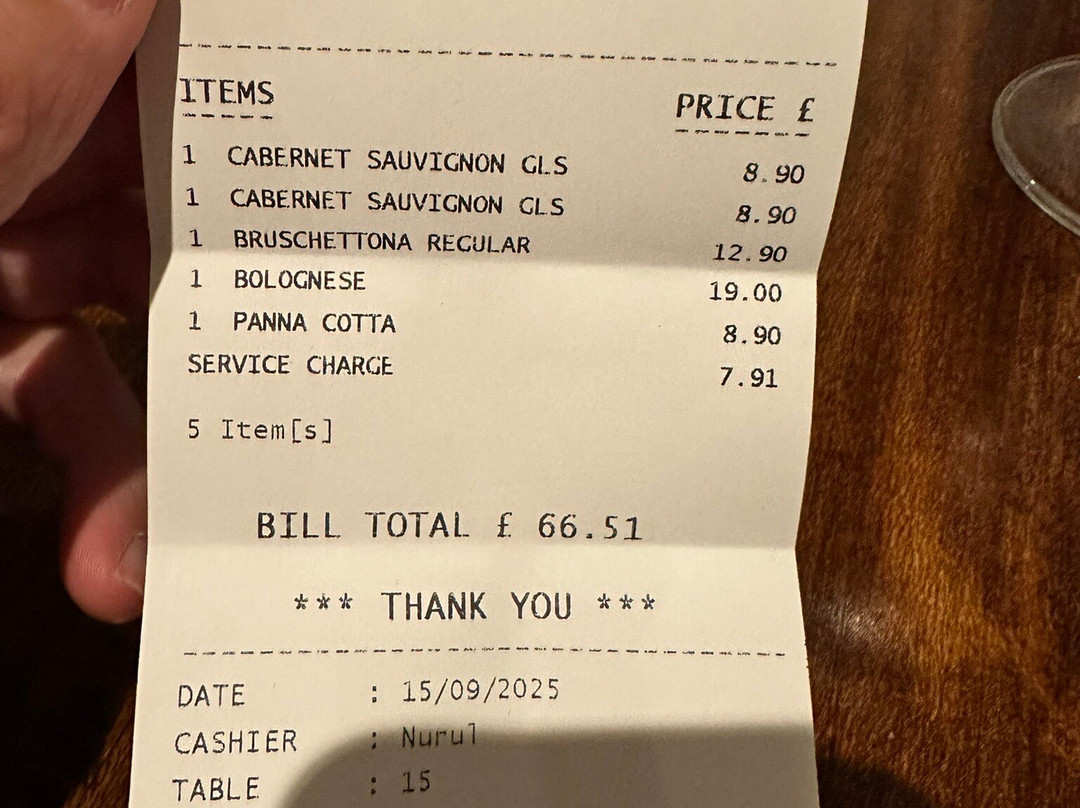 ITEMS PRICE £
1 CABERNET SAUVIGNON GLS 8.90
1 CABERNET SAUVIGNON GLS 8.90
1 BRUSCHETTONA REGULAR 12.90
1 BOLOGNESE 19.00
1 PANNA COTTA 8.90
SERVICE CHARGE 7.91
5 Item[s]
BILL TOTAL £ 66.51
*** THANK YOU ***
DATE : 15/09/2025
CASHIER : Nurul
TABLE : 15